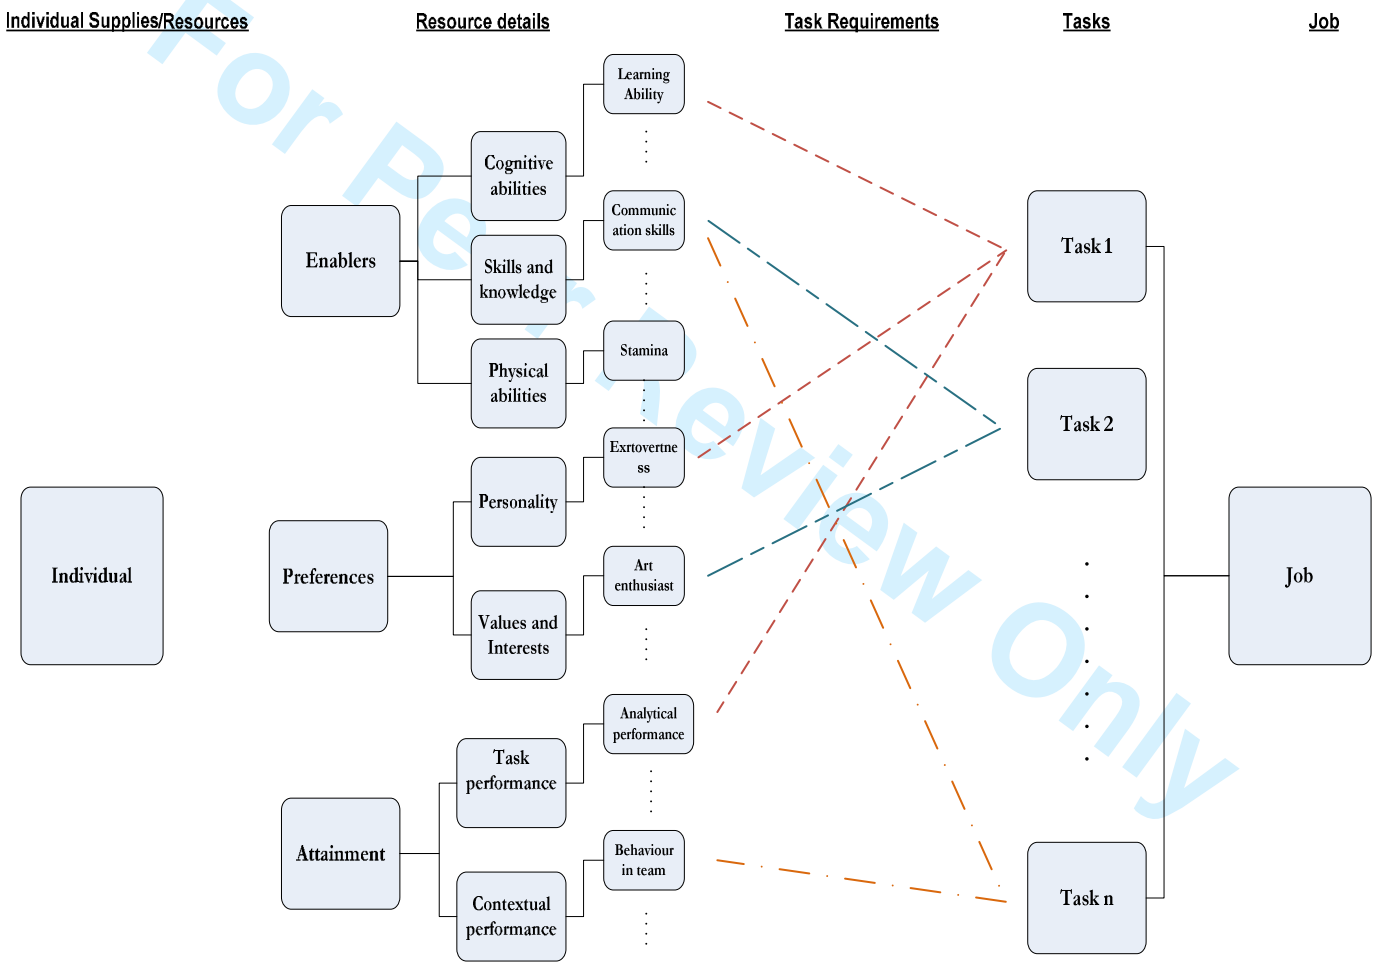 Individual Supplies/Resources
Resource details
Task Requirements
Tasks
Job
Learning
Ability
Cognitive
abilities
Communic
ation skills
Enablers
Skills and
knowledge
Stamina
Physical
abilities
Exrtovertne
ss
Personality
Individual
Preferences
Art
enthusiast
Values and
Interests
Analytical
performance
Task
performance
Attainment
Behaviour
in team
Contextual
performance
Task 1
Task 2
Task n
Job
For Peer Review Only